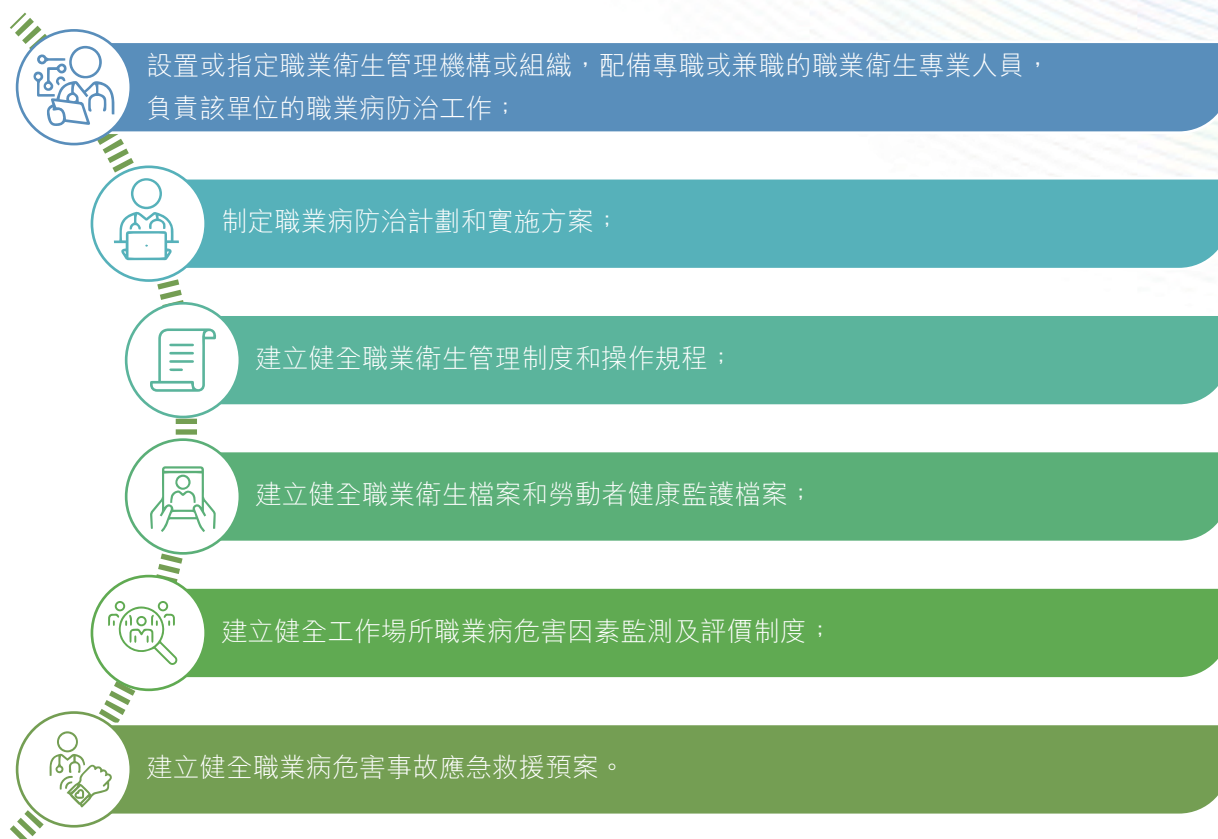 設置或指定職業衛生管理機構或組織，配備專職或兼職的職業衛生專業人員，
負責該單位的職業病防治工作；
制定職業病防治計劃和實施方案；
建立健全職業衛生管理制度和操作規程；
建立健全職業衛生檔案和勞動者健康監護檔案；
建立健全工作場所職業病危害因素監測及評價制度；
建立健全職業病危害事故應急救援預案。